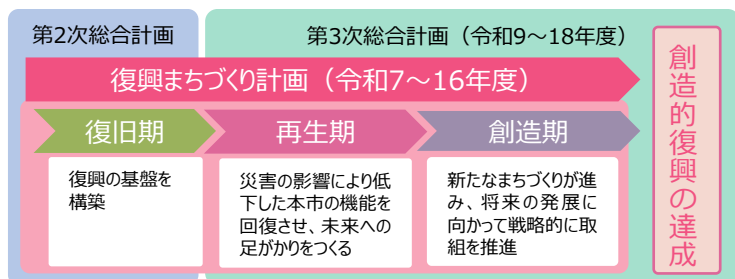 第2次総合計画
第3次総合計画（令和9～18年度）
復興まちづくり計画（令和7～16年度）
復旧期
再生期
創造期
復興の基盤を
構築
災害の影響により低
下した本市の機能を
回復させ、未来への
足がかりをつくる
新たなまちづくりが進
み、将来の発展に
向かって戦略的に取
組を推進
創造的復興の達成